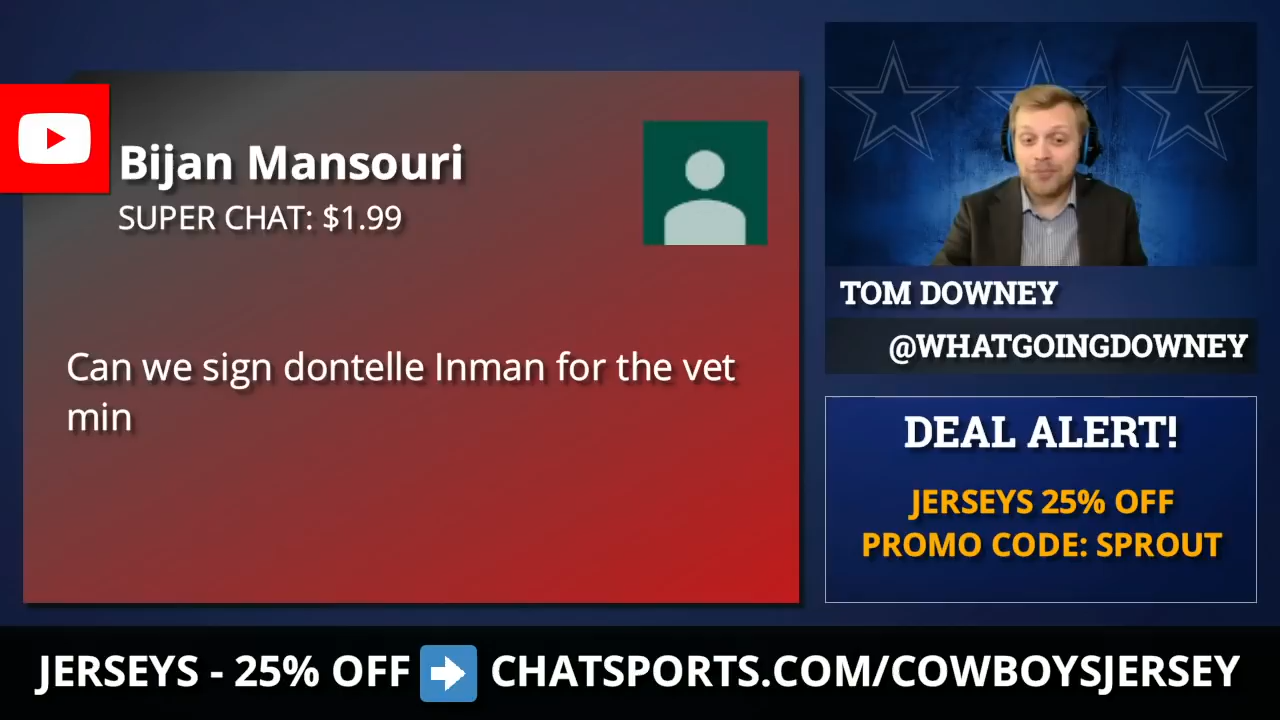 Bijan Mansouri
SUPER CHAT: $1.99
Can we sign dontelle Inman for the vet
min
TOM DOWNEY
@WHATGOINGDOWNEY
DEAL ALERT!
JERSEYS 25% OFF
PROMO CODE: SPROUT
JERSEYS - 25% OFF ➡ CHATSPORTS.COM/COWBOYSJERSEY